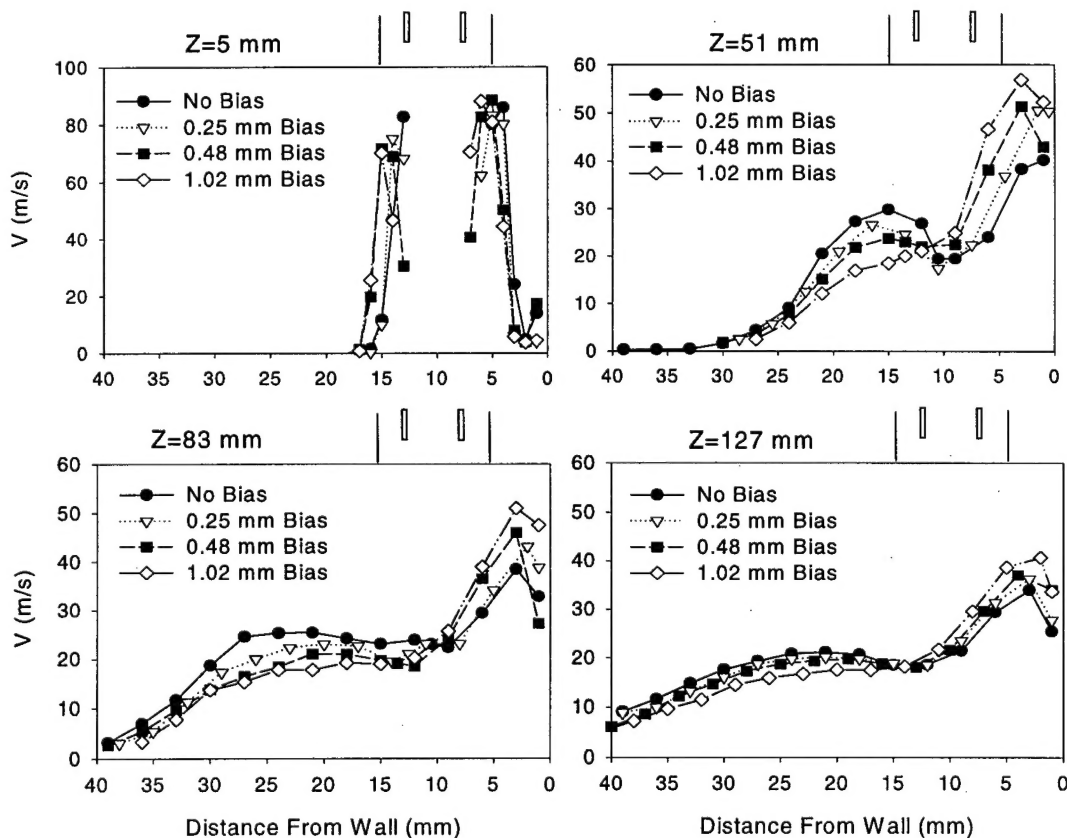 Z=5 mm
100
80
60
40
20
0
V (m/s)
No Bias
0.25 mm Bias
0.48 mm Bias
1.02 mm Bias
40 35 30 25 20 15 10 5 0
Z=51 mm
60
50
40
30
20
10
0
No Bias
0.25 mm Bias
0.48 mm Bias
1.02 mm Bias
40 35 30 25 20 15 10 5 0
Z=83 mm
60
50
40
30
20
10
0
V (m/s)
No Bias
0.25 mm Bias
0.48 mm Bias
1.02 mm Bias
40 35 30 25 20 15 10 5 0
Distance From Wall (mm)
Z=127 mm
60
50
40
30
20
10
0
No Bias
0.25 mm Bias
0.48 mm Bias
1.02 mm Bias
40 35 30 25 20 15 10 5 0
Distance From Wall (mm)